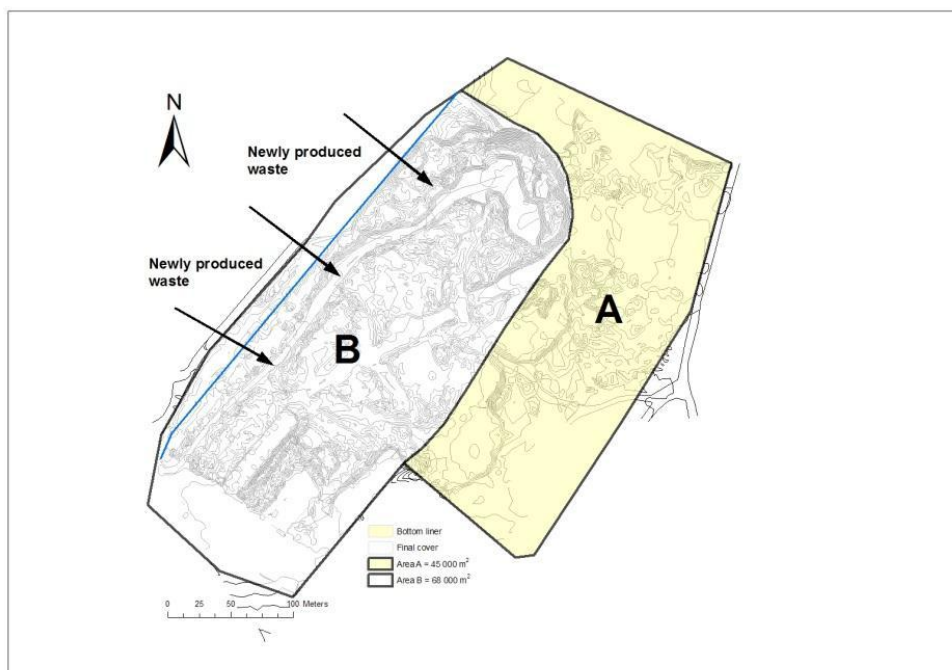 N
Newly produced
waste
Newly produced
waste
A
B
Bottom liner
Final cover
Area A = 45 000 m²
Area B = 68 000 m²
0 25 50 100 Meters